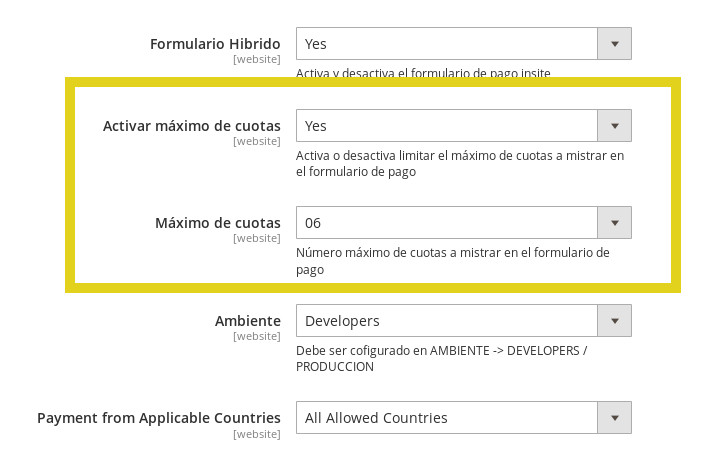 Formulario Hibrido
[website]
Yes
Activa y desactiva el formulario de pago insite
Activar máximo de cuotas
[website]
Yes
Activa o desactiva limitar el máximo de cuotas a mistrar en
el formulario de pago
Máximo de cuotas
[website]
06
Número máximo de cuotas a mistrar en el formulario de
pago
Ambiente
[website]
Developers
Debe ser cofigurado en AMBIENTE -> DEVELOPERS /
PRODUCCION
Payment from Applicable Countries
[website]
All Allowed Countries